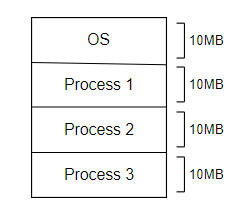 OS 10MB
Process 1 10MB
Process 2 10MB
Process 3 10MB